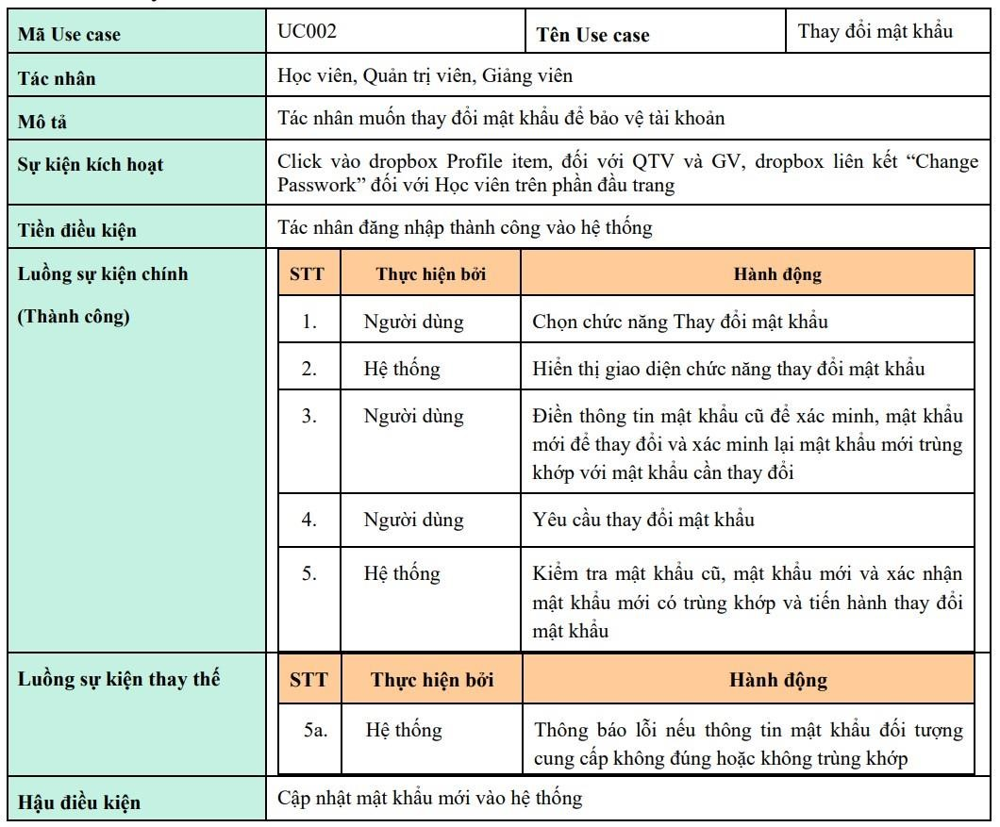 Mã Use case UC002 Tên Use case Thay đổi mật khẩu
Tác nhân Học viên, Quản trị viên, Giảng viên
Mô tả Tác nhân muốn thay đổi mật khẩu để bảo vệ tài khoản
Sự kiện kích hoạt Click vào dropbox Profile item, đối với QTV và GV, dropbox liên kết “Change
Passwork” đối với Học viên trên phần đầu trang
Tiền điều kiện Tác nhân đăng nhập thành công vào hệ thống
Luồng sự kiện chính
(Thành công)
STT Thực hiện bởi Hành động
1. Người dùng Chọn chức năng Thay đổi mật khẩu
2. Hệ thống Hiển thị giao diện chức năng thay đổi mật khẩu
3. Người dùng Điền thông tin mật khẩu cũ để xác minh, mật khẩu
mới để thay đổi và xác minh lại mật khẩu mới trùng
khớp với mật khẩu cần thay đổi
4. Người dùng Yêu cầu thay đổi mật khẩu
5. Hệ thống Kiểm tra mật khẩu cũ, mật khẩu mới và xác nhận
mật khẩu mới có trùng khớp và tiến hành thay đổi
mật khẩu
Luồng sự kiện thay thế
STT Thực hiện bởi Hành động
5a. Hệ thống Thông báo lỗi nếu thông tin mật khẩu đối tượng
cung cấp không đúng hoặc không trùng khớp
Hậu điều kiện Cập nhật mật khẩu mới vào hệ thống